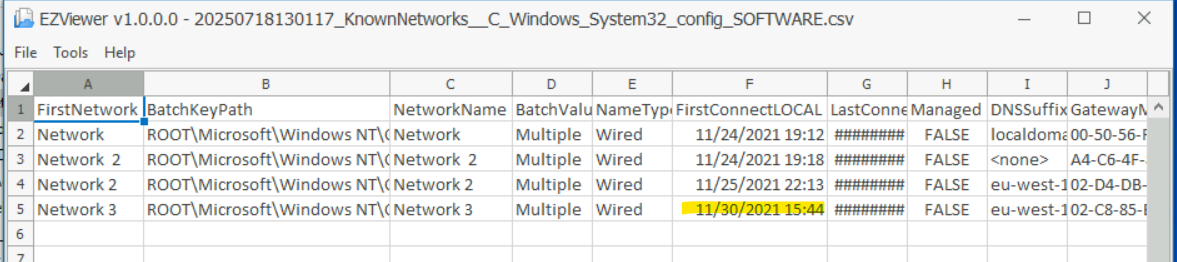 EZViewer v1.0.0.0 - 20250718130117_KnownNetworks__C_Windows_System32_config_SOFTWARE.csv
File Tools Help
A B C D E F G H I J
1 FirstNetwork BatchKeyPath NetworkName BatchValu NameType FirstConnectLOCAL LastConne Managed DNSSuffix GatewayM
2 Network ROOT\Microsoft\Windows NT\C Network Multiple Wired 11/24/2021 19:12 ######## FALSE localdoma 00-50-56-F
3 Network  2 ROOT\Microsoft\Windows NT\C Network  2 Multiple Wired 11/24/2021 19:18 ######## FALSE <none> A4-C6-4F-
4 Network 2 ROOT\Microsoft\Windows NT\C Network 2 Multiple Wired 11/25/2021 22:13 ######## FALSE eu-west-1 02-D4-DB-
5 Network 3 ROOT\Microsoft\Windows NT\C Network 3 Multiple Wired 11/30/2021 15:44 ######## FALSE eu-west-1 02-C8-85-E
6
7